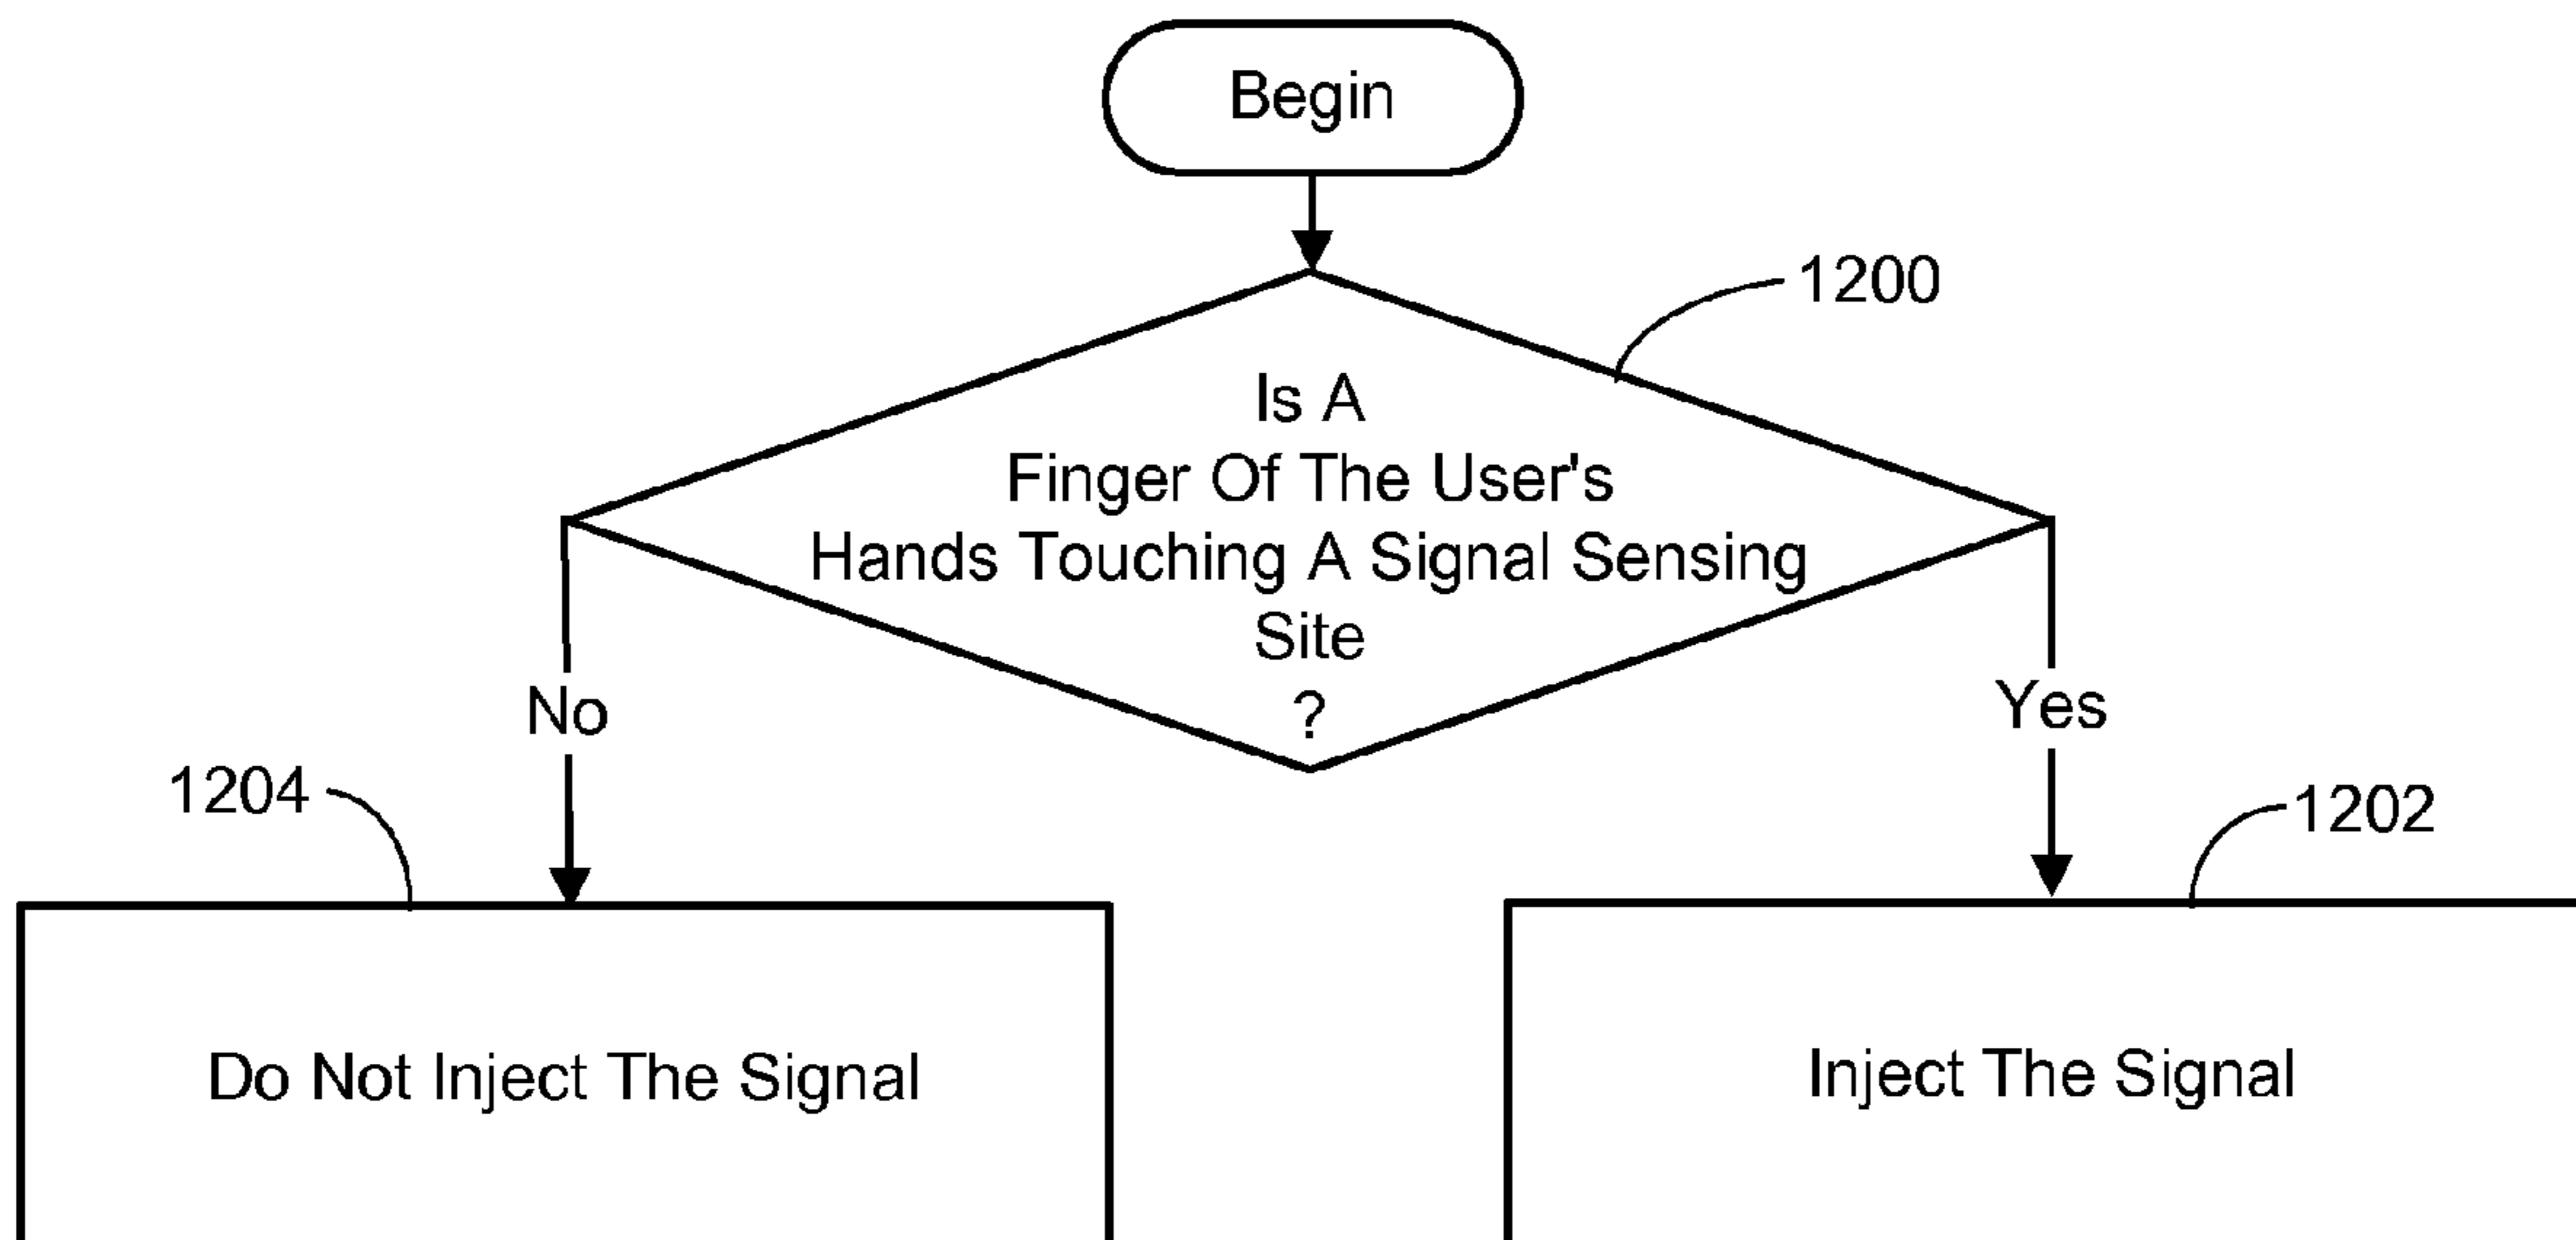 Begin
1200
Is A
Finger Of The User's
Hands Touching A Signal Sensing
Site
?
No
Yes
1204
1202
Do Not Inject The Signal
Inject The Signal